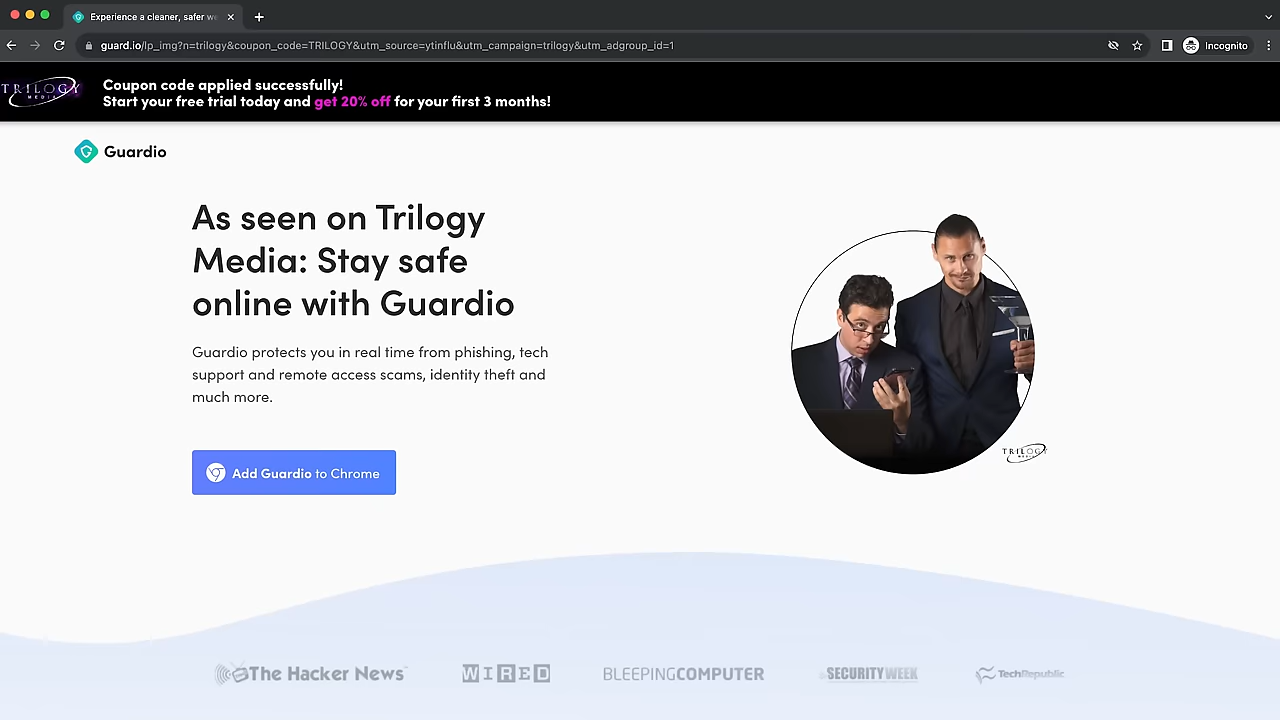 Experience a cleaner, safer we
guard.io/lp_img?n=trilogy&coupon_code=TRILOGY&utm_source=ytinflu&utm_campaign=trilogy&utm_adgroup_id=1
Incognito
TRILOGY
MEDIA
Coupon code applied successfully!
Start your free trial today and get 20% off for your first 3 months!
Guardio
As seen on Trilogy
Media: Stay safe
online with Guardio
Guardio protects you in real time from phishing, tech
support and remote access scams, identity theft and
much more.
Add Guardio to Chrome
TRILOGY
MEDIA
The Hacker News
WIRED
BLEEPINGCOMPUTER
SECURITYWEEK
TechRepublic